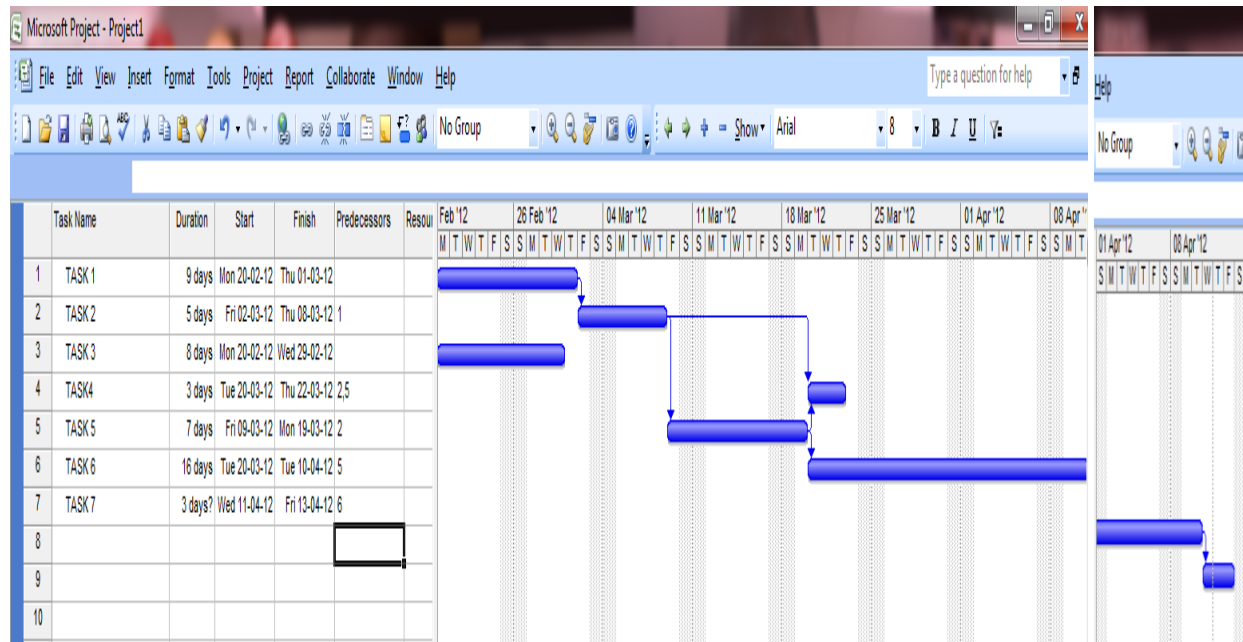 Microsoft Project - Project1
File Edit View Insert Format Tools Project Report Collaborate Window Help
Type a question for help
Help
No Group
Show
Arial
8
B I U
No Group
Task Name Duration Start Finish Predecessors Resour
Feb '12 26 Feb '12 04 Mar '12 11 Mar '12 18 Mar '12 25 Mar '12 01 Apr '12 08 Apr '
M T W T F S S M T W T F S S M T W T F S S M T W T F S S M T W T F S S M T W T F S S M T W T F S S M T
01 Apr '12 08 Apr '12
S M T W T F S S M T W T F S
1 TASK 1 9 days Mon 20-02-12 Thu 01-03-12
2 TASK 2 5 days Fri 02-03-12 Thu 08-03-12 1
3 TASK 3 8 days Mon 20-02-12 Wed 29-02-12
4 TASK4 3 days Tue 20-03-12 Thu 22-03-12 2,5
5 TASK 5 7 days Fri 09-03-12 Mon 19-03-12 2
6 TASK 6 16 days Tue 20-03-12 Tue 10-04-12 5
7 TASK 7 3 days? Wed 11-04-12 Fri 13-04-12 6
8
9
10